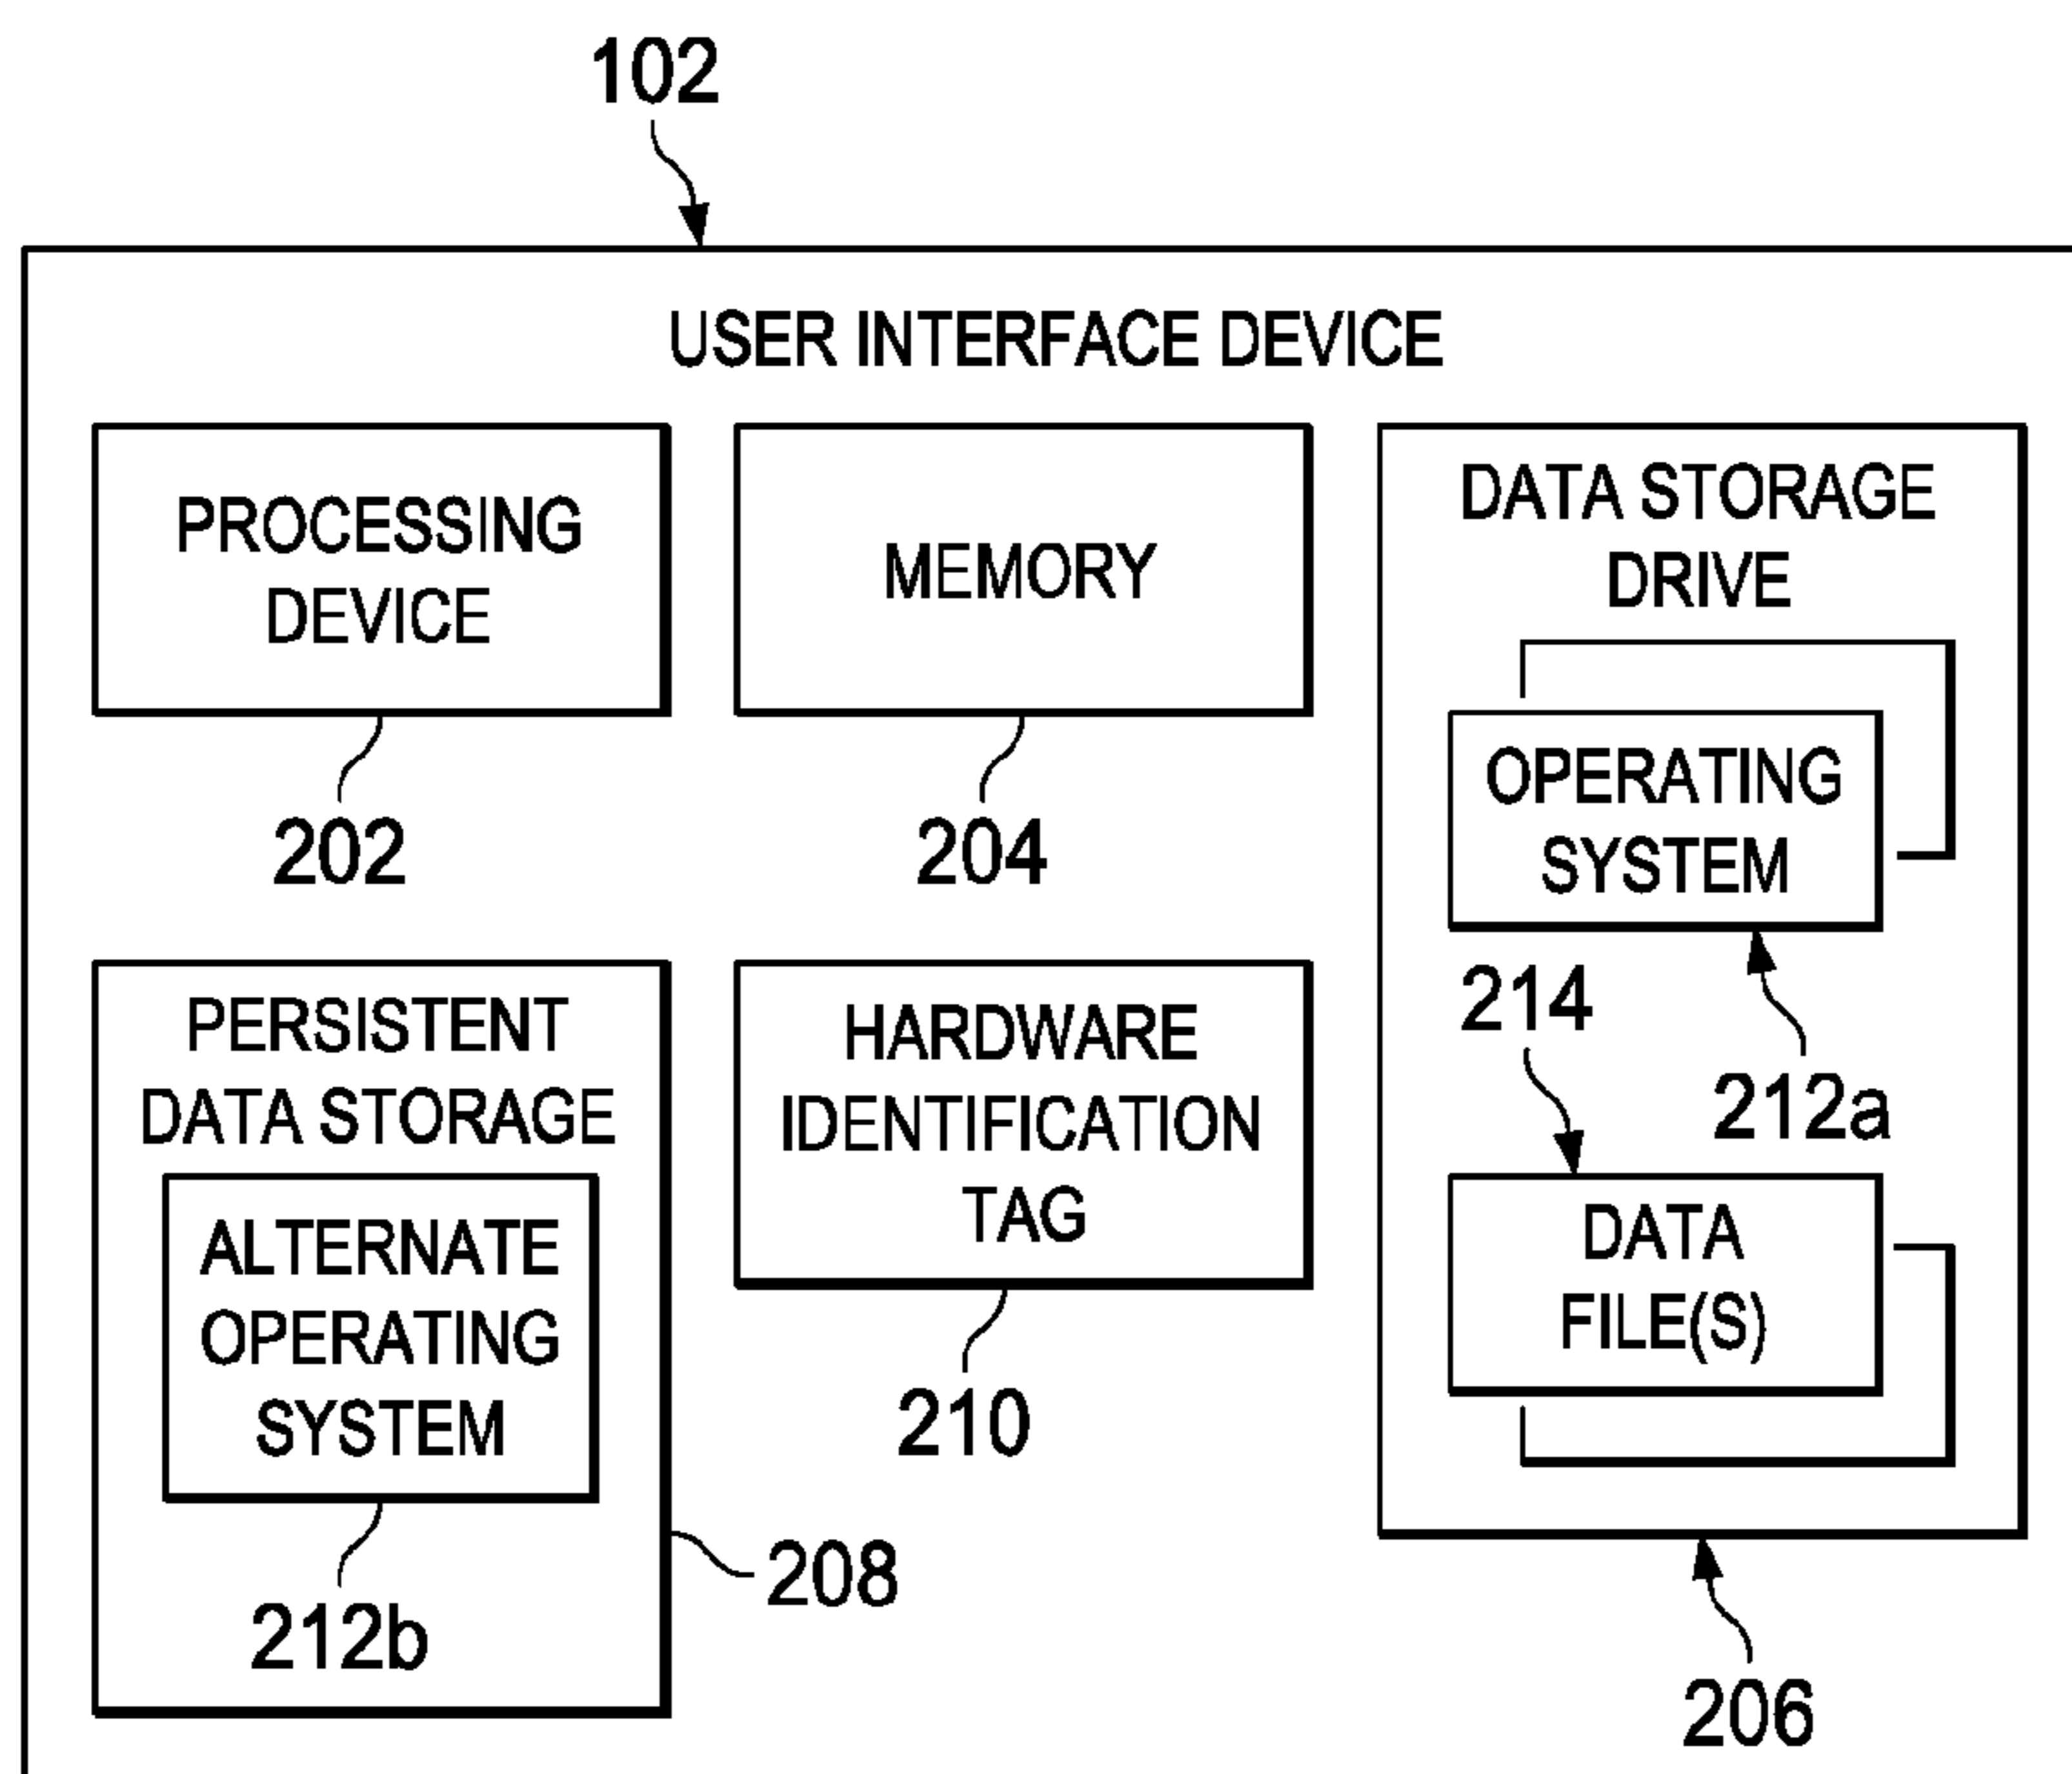 102
USER INTERFACE DEVICE
PROCESSING
DEVICE
202
MEMORY
204
DATA STORAGE
DRIVE
OPERATING
SYSTEM
212a
214
DATA
FILE(S)
206
PERSISTENT
DATA STORAGE
ALTERNATE
OPERATING
SYSTEM
212b
208
HARDWARE
IDENTIFICATION
TAG
210